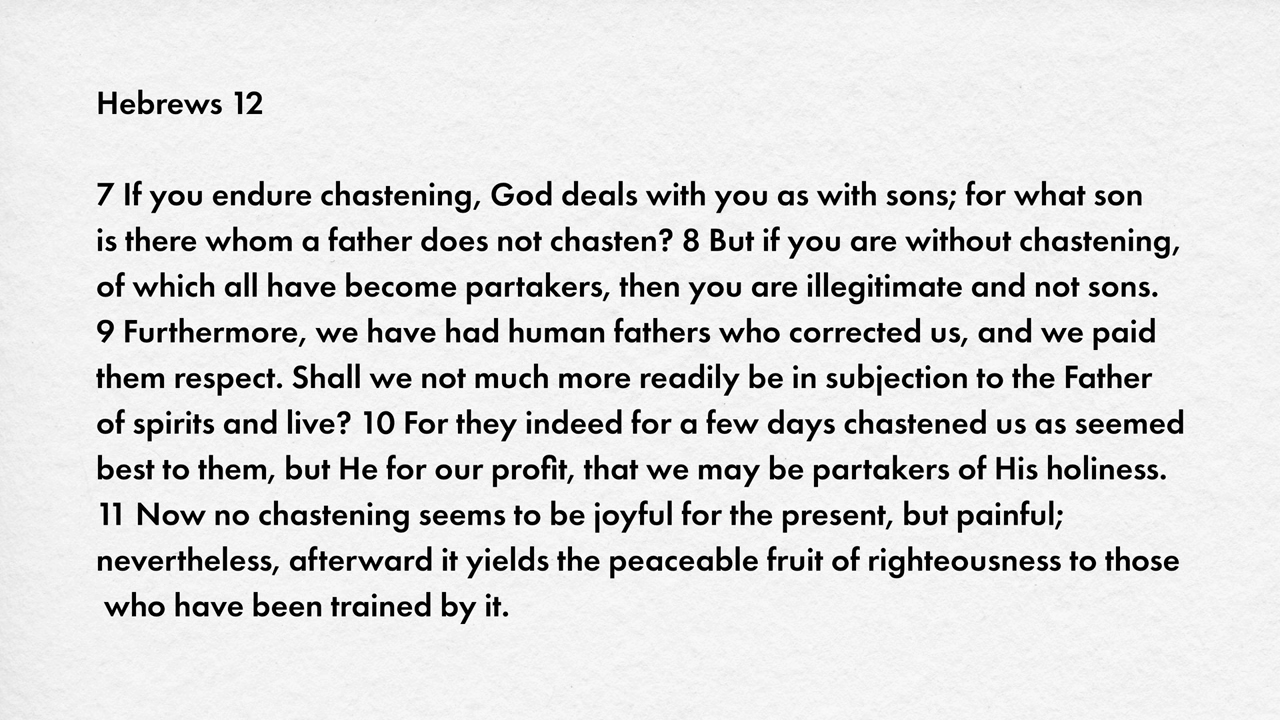 Hebrews 12
7 If you endure chastening, God deals with you as with sons; for what son
is there whom a father does not chasten? 8 But if you are without chastening,
of which all have become partakers, then you are illegitimate and not sons.
9 Furthermore, we have had human fathers who corrected us, and we paid
them respect. Shall we not much more readily be in subjection to the Father
of spirits and live? 10 For they indeed for a few days chastened us as seemed
best to them, but He for our profit, that we may be partakers of His holiness.
11 Now no chastening seems to be joyful for the present, but painful;
nevertheless, afterward it yields the peaceable fruit of righteousness to those
who have been trained by it.